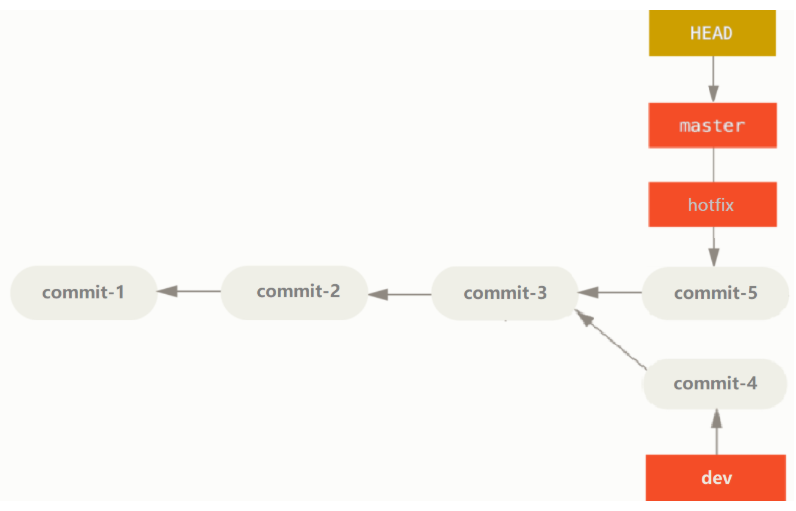 HEAD
master
hotfix
commit-1
commit-2
commit-3
commit-5
commit-4
dev